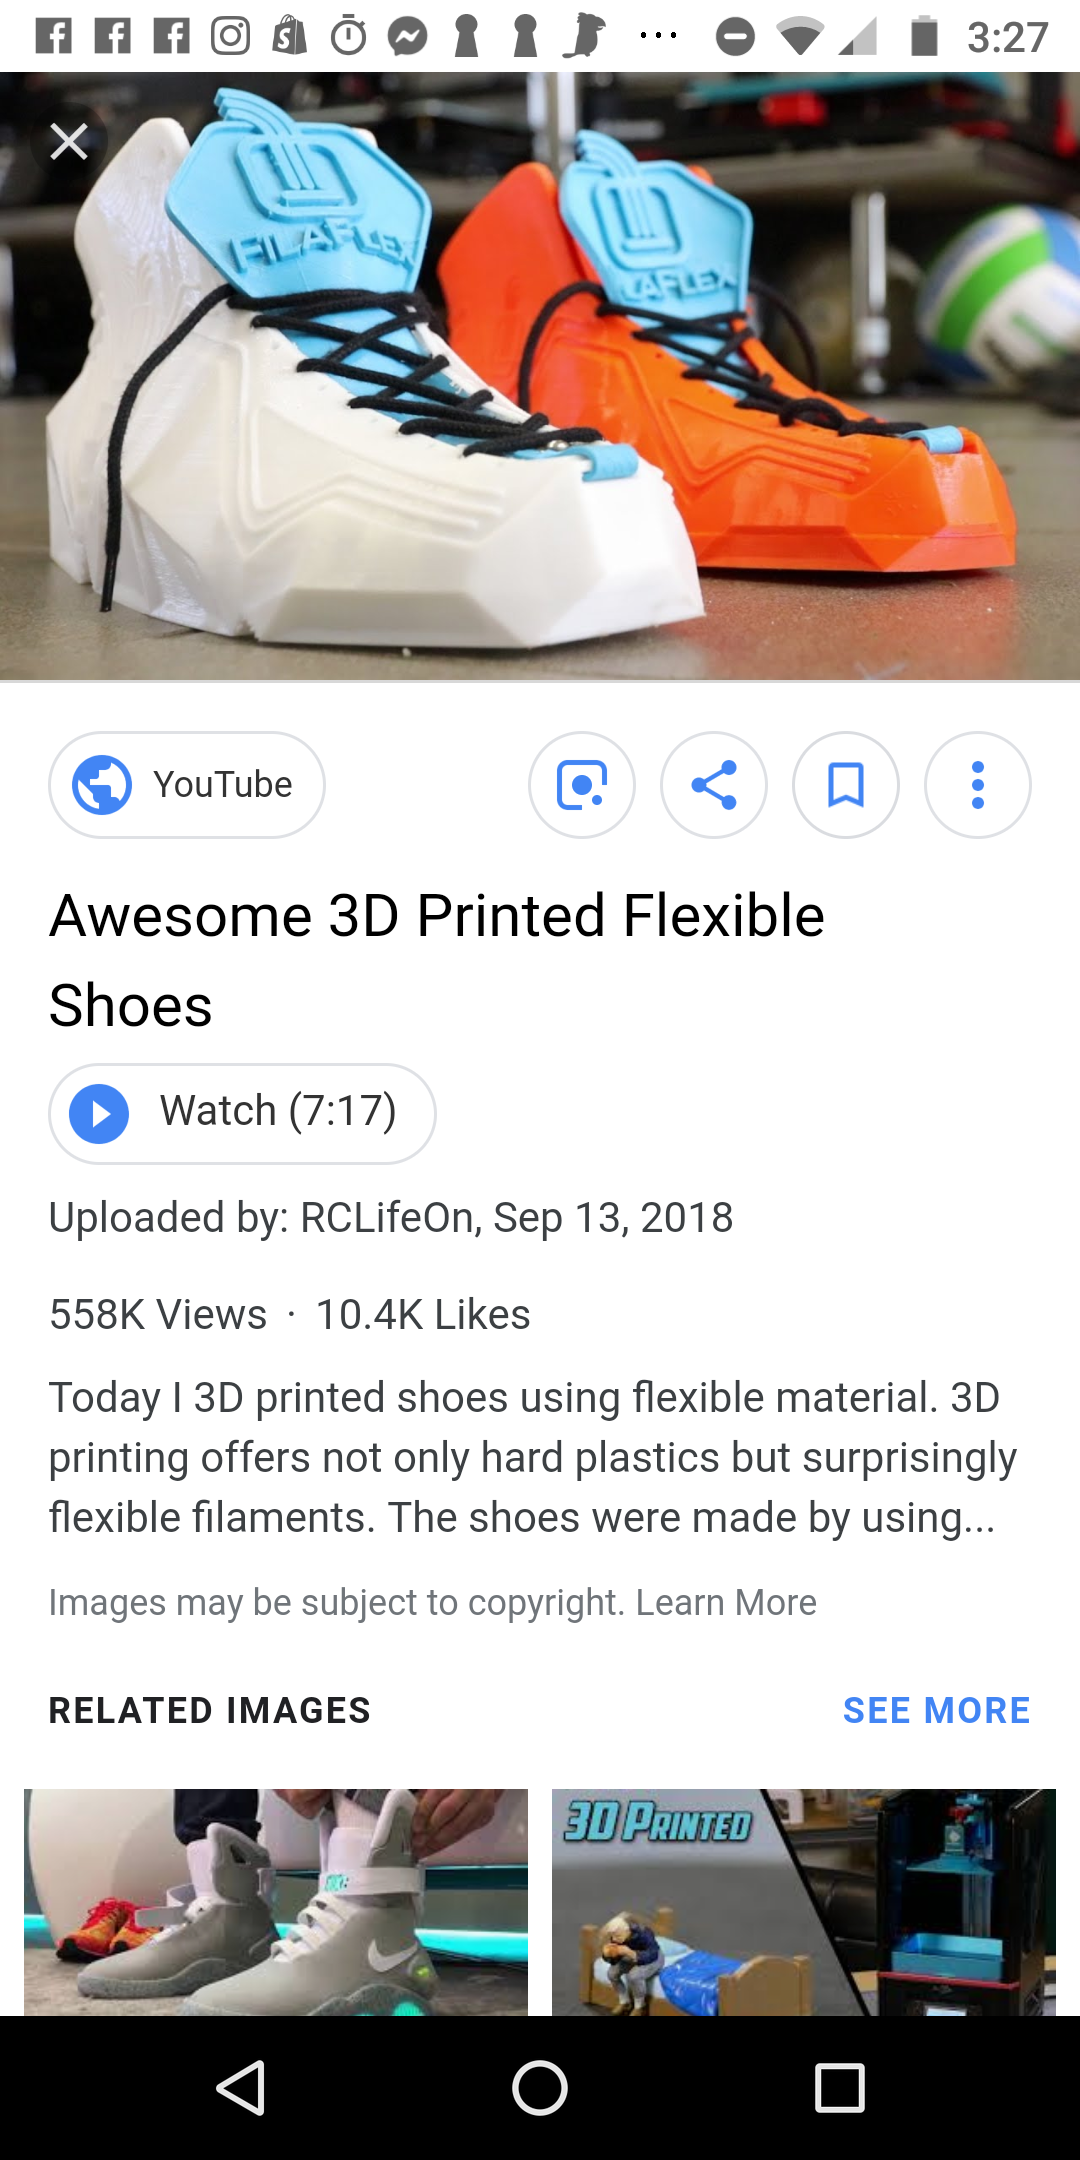 3:27
FILAFLEX
LAFLEX
YouTube
Awesome 3D Printed Flexible
Shoes
Watch (7:17)
Uploaded by: RCLifeOn, Sep 13, 2018
558K Views · 10.4K Likes
Today I 3D printed shoes using flexible material. 3D
printing offers not only hard plastics but surprisingly
flexible filaments. The shoes were made by using...
Images may be subject to copyright. Learn More
RELATED IMAGES
SEE MORE
3D PRINTED